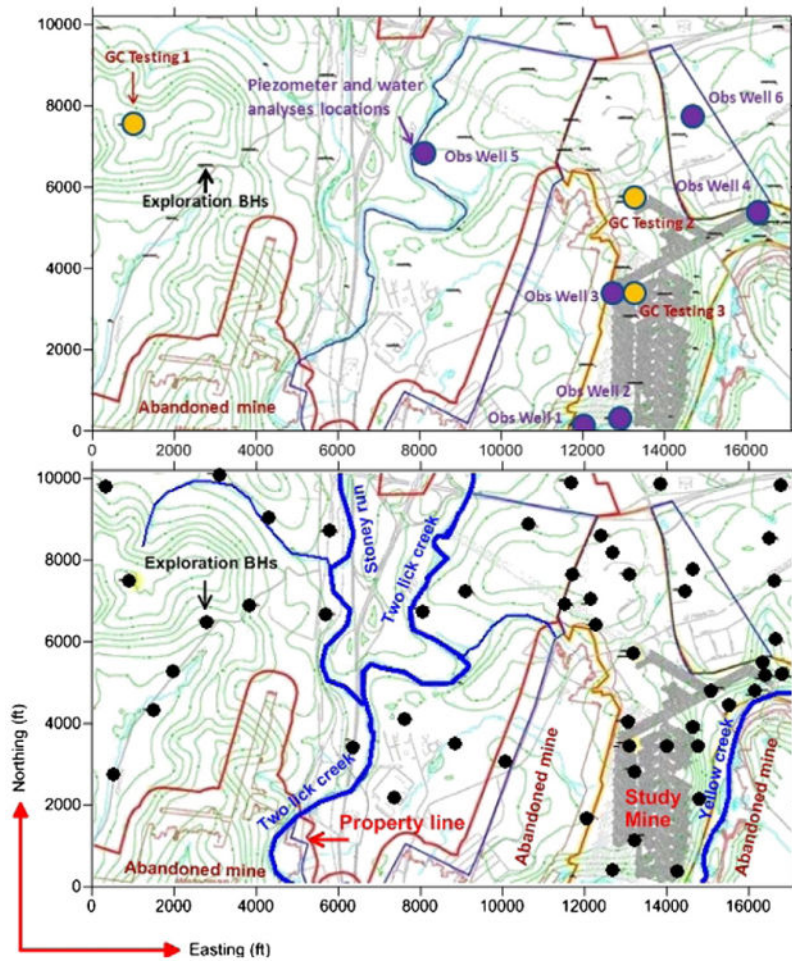 10000
GC Testing 1
Piezometer and water
analyses locations
8000
Obs Well 6
Obs Well 5
Obs Well 4
6000
Exploration BHs
GC Testing 2
4000
Obs Well 3
GC Testing 3
2000
Obs Well 2
Abandoned mine
Obs Well 1
0
0 2000 4000 6000 8000 10000 12000 14000 16000
10000
Stoney run
Two lick creek
8000
Exploration BHs
6000
4000
Yellow creek
Two lick creek
Study
Mine
Abandoned mine
Abandoned mine
2000
Property line
Abandoned mine
0
0 2000 4000 6000 8000 10000 12000 14000 16000
Northing (ft)
Easting (ft)